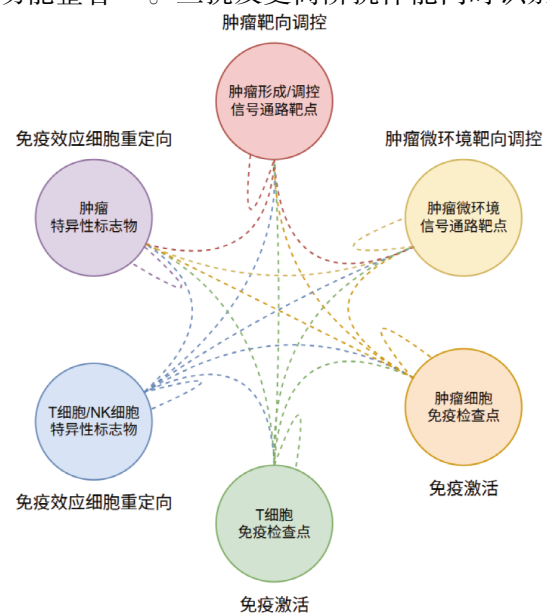 肿瘤靶向调控
肿瘤形成/调控
信号通路靶点
免疫效应细胞重定向
肿瘤微环境靶向调控
肿瘤
特异性标志物
肿瘤微环境
信号通路靶点
T细胞/NK细胞
特异性标志物
肿瘤细胞
免疫检查点
免疫效应细胞重定向
免疫激活
T细胞
免疫检查点
免疫激活